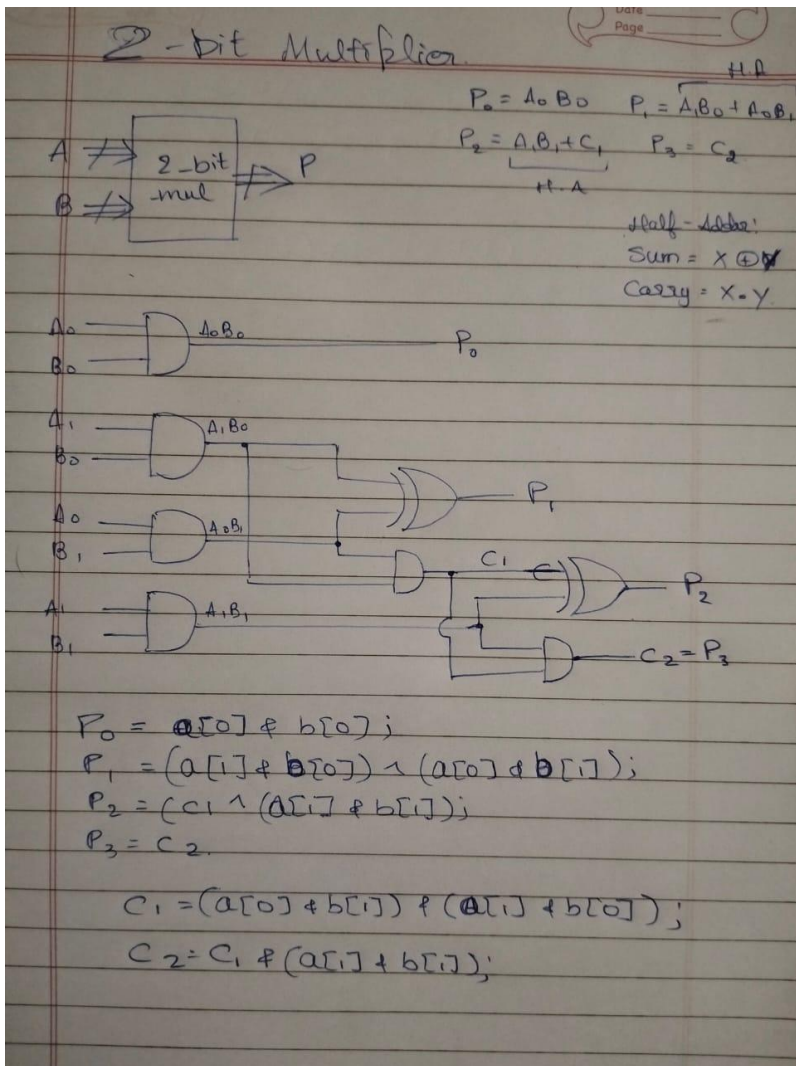 Date
Page
2-bit Multiplier
H.A
P₀ = A₀B₀ P₁ = A₁B₀ + A₀B₁
P₂ = A₁B₁ + C₁ P₃ = C₂
H.A
A 2-bit P
B mul
Half-Adder:
Sum = X ⊕ Y
Carry = X.Y
A₀ A₀B₀ P₀
B₀
A₁ A₁B₀
B₀
P₁
A₀ A₀B₁
B₁
C₁ C P₂
A₁ A₁B₁
B₁
C₂ = P₃
P₀ = a[0] & b[0];
P₁ = (a[1] & b[0]) ^ (a[0] & b[1]);
P₂ = (C1 ^ (a[1] & b[1]);
P₃ = C2.
C₁ = (a[0] & b[1]) & (a[1] & b[0]);
C₂ = C₁ & (a[1] & b[1]);